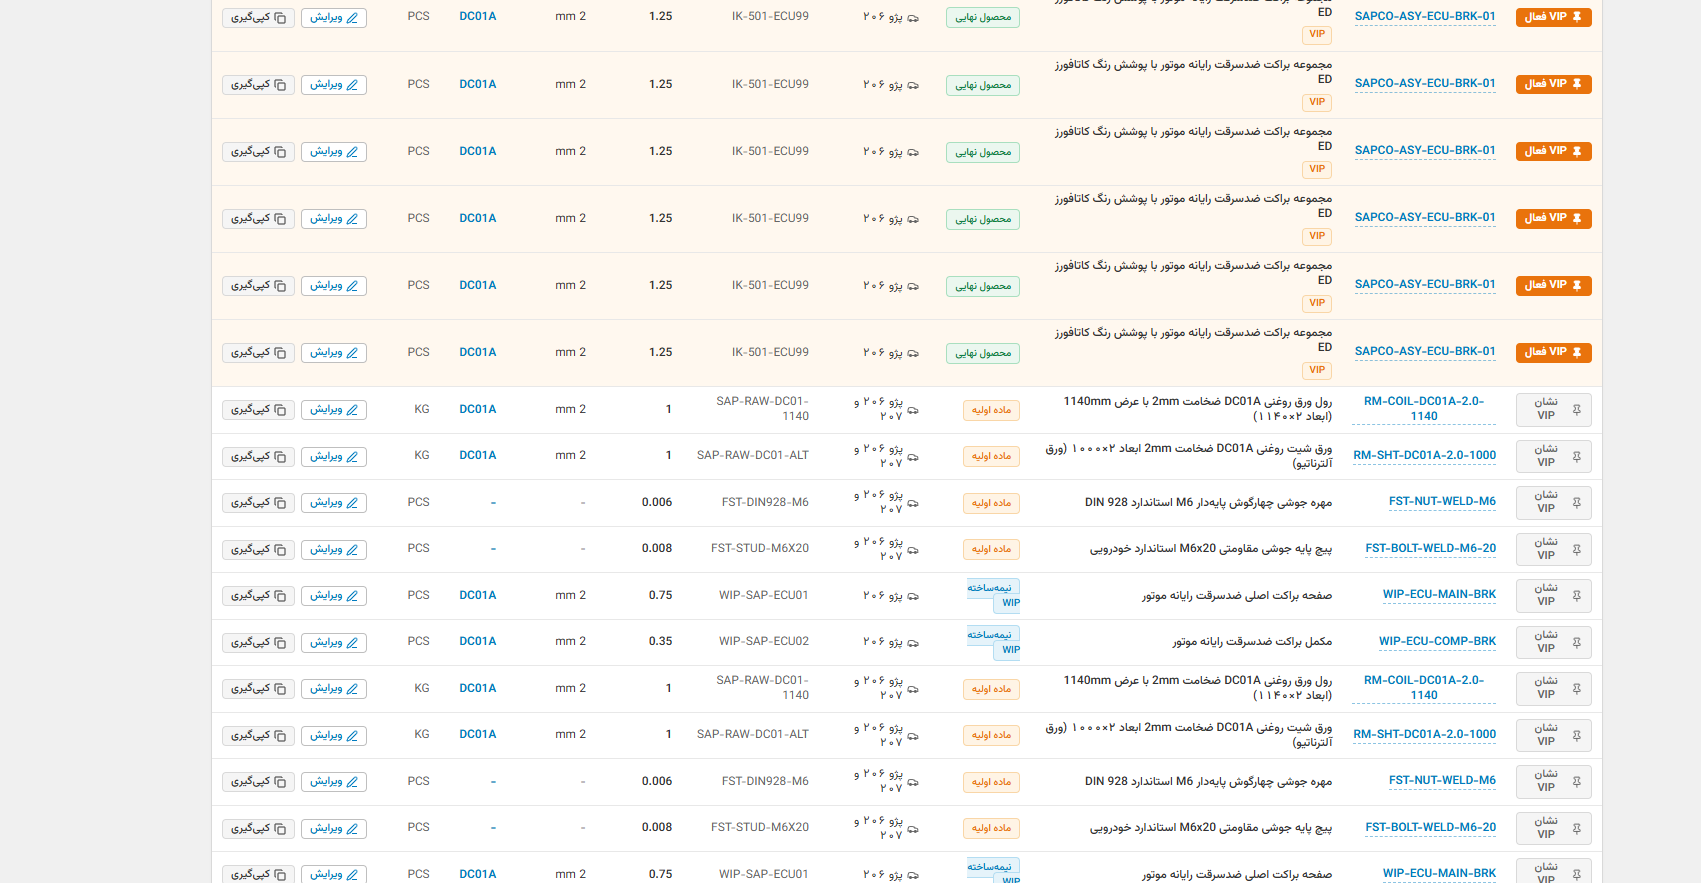 VIP فعال SAPCO-ASY-ECU-BRK-01 ED VIP محصول نهایی پژو ۲۰۶ IK-501-ECU99 1.25 2 mm DC01A PCS ویرایش کپی‌گیری
VIP فعال SAPCO-ASY-ECU-BRK-01 مجموعه براکت ضدسرقت رایانه موتور با پوشش رنگ کاتافورز ED VIP محصول نهایی پژو ۲۰۶ IK-501-ECU99 1.25 2 mm DC01A PCS ویرایش کپی‌گیری
VIP فعال SAPCO-ASY-ECU-BRK-01 مجموعه براکت ضدسرقت رایانه موتور با پوشش رنگ کاتافورز ED VIP محصول نهایی پژو ۲۰۶ IK-501-ECU99 1.25 2 mm DC01A PCS ویرایش کپی‌گیری
VIP فعال SAPCO-ASY-ECU-BRK-01 مجموعه براکت ضدسرقت رایانه موتور با پوشش رنگ کاتافورز ED VIP محصول نهایی پژو ۲۰۶ IK-501-ECU99 1.25 2 mm DC01A PCS ویرایش کپی‌گیری
VIP فعال SAPCO-ASY-ECU-BRK-01 مجموعه براکت ضدسرقت رایانه موتور با پوشش رنگ کاتافورز ED VIP محصول نهایی پژو ۲۰۶ IK-501-ECU99 1.25 2 mm DC01A PCS ویرایش کپی‌گیری
VIP فعال SAPCO-ASY-ECU-BRK-01 مجموعه براکت ضدسرقت رایانه موتور با پوشش رنگ کاتافورز ED VIP محصول نهایی پژو ۲۰۶ IK-501-ECU99 1.25 2 mm DC01A PCS ویرایش کپی‌گیری
نشان VIP RM-COIL-DC01A-2.0-1140 رول ورق روغنی DC01A ضخامت 2mm با عرض 1140mm (ابعاد ۲×۱۱۴۰) ماده اولیه پژو ۲۰۶ و ۲۰۷ SAP-RAW-DC01-1140 1 2 mm DC01A KG ویرایش کپی‌گیری
نشان VIP RM-SHT-DC01A-2.0-1000 ورق شیت روغنی DC01A ضخامت 2mm ابعاد ۲×۱۰۰۰ (ورق آلترناتیو) ماده اولیه پژو ۲۰۶ و ۲۰۷ SAP-RAW-DC01-ALT 1 2 mm DC01A KG ویرایش کپی‌گیری
نشان VIP FST-NUT-WELD-M6 مهره جوشی چهارگوش پایه‌دار M6 استاندارد DIN 928 ماده اولیه پژو ۲۰۶ و ۲۰۷ FST-DIN928-M6 0.006 - - PCS ویرایش کپی‌گیری
نشان VIP FST-BOLT-WELD-M6-20 پیچ پایه جوشی مقاومتی M6x20 استاندارد خودرویی ماده اولیه پژو ۲۰۶ و ۲۰۷ FST-STUD-M6X20 0.008 - - PCS ویرایش کپی‌گیری
نشان VIP WIP-ECU-MAIN-BRK صفحه براکت اصلی ضدسرقت رایانه موتور نیمه‌ساخته WIP پژو ۲۰۶ WIP-SAP-ECU01 0.75 2 mm DC01A PCS ویرایش کپی‌گیری
نشان VIP WIP-ECU-COMP-BRK مکمل براکت ضدسرقت رایانه موتور نیمه‌ساخته WIP پژو ۲۰۶ WIP-SAP-ECU02 0.35 2 mm DC01A PCS ویرایش کپی‌گیری
نشان VIP RM-COIL-DC01A-2.0-1140 رول ورق روغنی DC01A ضخامت 2mm با عرض 1140mm (ابعاد ۲×۱۱۴۰) ماده اولیه پژو ۲۰۶ و ۲۰۷ SAP-RAW-DC01-1140 1 2 mm DC01A KG ویرایش کپی‌گیری
نشان VIP RM-SHT-DC01A-2.0-1000 ورق شیت روغنی DC01A ضخامت 2mm ابعاد ۲×۱۰۰۰ (ورق آلترناتیو) ماده اولیه پژو ۲۰۶ و ۲۰۷ SAP-RAW-DC01-ALT 1 2 mm DC01A KG ویرایش کپی‌گیری
نشان VIP FST-NUT-WELD-M6 مهره جوشی چهارگوش پایه‌دار M6 استاندارد DIN 928 ماده اولیه پژو ۲۰۶ و ۲۰۷ FST-DIN928-M6 0.006 - - PCS ویرایش کپی‌گیری
نشان VIP FST-BOLT-WELD-M6-20 پیچ پایه جوشی مقاومتی M6x20 استاندارد خودرویی ماده اولیه پژو ۲۰۶ و ۲۰۷ FST-STUD-M6X20 0.008 - - PCS ویرایش کپی‌گیری
نشان VIP WIP-ECU-MAIN-BRK صفحه براکت اصلی ضدسرقت رایانه موتور نیمه‌ساخته WIP پژو ۲۰۶ WIP-SAP-ECU01 0.75 2 mm DC01A PCS ویرایش کپی‌گیری